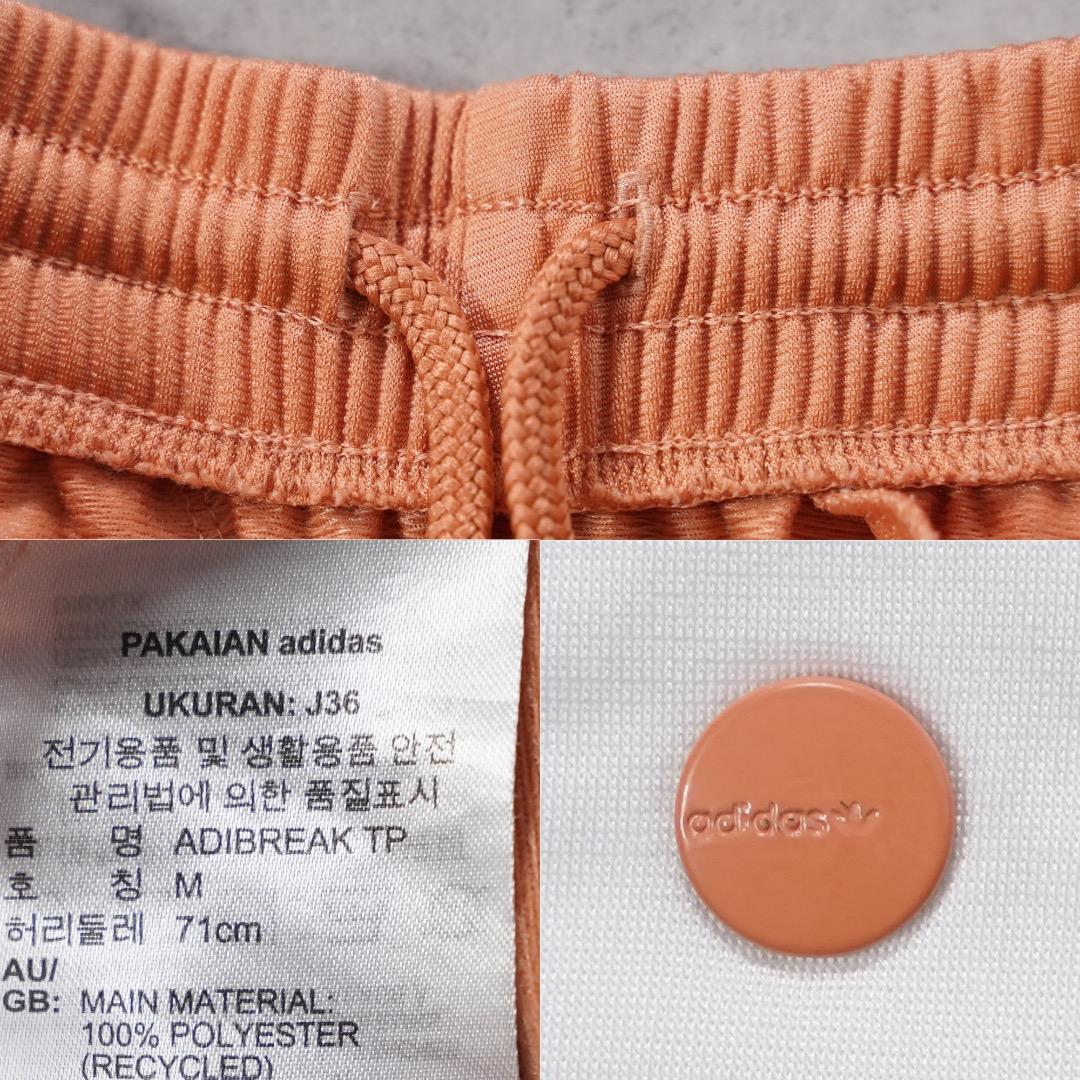 PAKAIAN adidas
UKURAN: J36
전기용품 및 생활용품 안전
관리법에 의한 품질표시
품 명 ADIBREAK TP
호 칭 M
허리둘레 71cm
AU/
GB: MAIN MATERIAL:
100% POLYESTER
(RECYCLED)
adidas